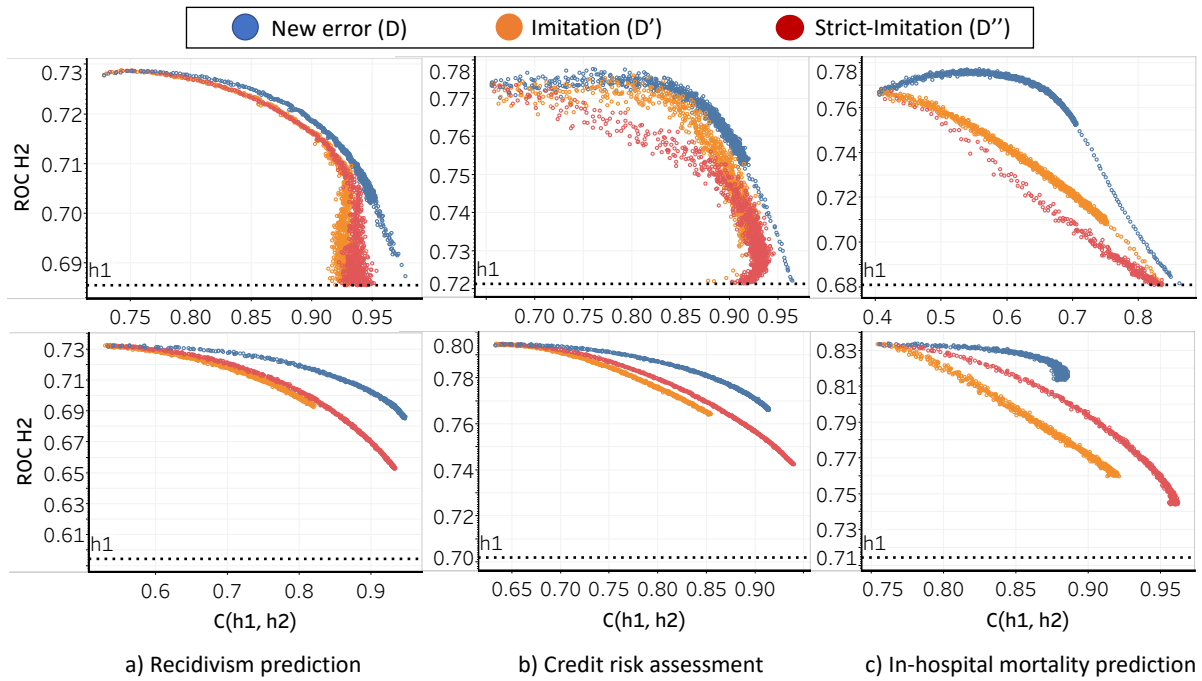 New error (D) Imitation (D') Strict-Imitation (D'')
ROC H2
0.73
0.72
0.71
0.70
0.69
h1
0.75 0.80 0.85 0.90 0.95
0.78
0.77
0.76
0.75
0.74
0.73
0.72
h1
0.65 0.70 0.75 0.80 0.85 0.90 0.95
0.78
0.76
0.74
0.72
0.70
0.68
h1
0.4 0.5 0.6 0.7 0.8
ROC H2
0.73
0.71
0.69
0.67
0.65
0.63
0.61
h1
0.6 0.7 0.8 0.9
C(h1, h2)
0.80
0.78
0.76
0.74
0.72
0.70
h1
0.65 0.70 0.75 0.80 0.85 0.90
C(h1, h2)
0.83
0.81
0.79
0.77
0.75
0.73
0.71
h1
0.75 0.80 0.85 0.90 0.95
C(h1, h2)
a) Recidivism prediction
b) Credit risk assessment
c) In-hospital mortality prediction